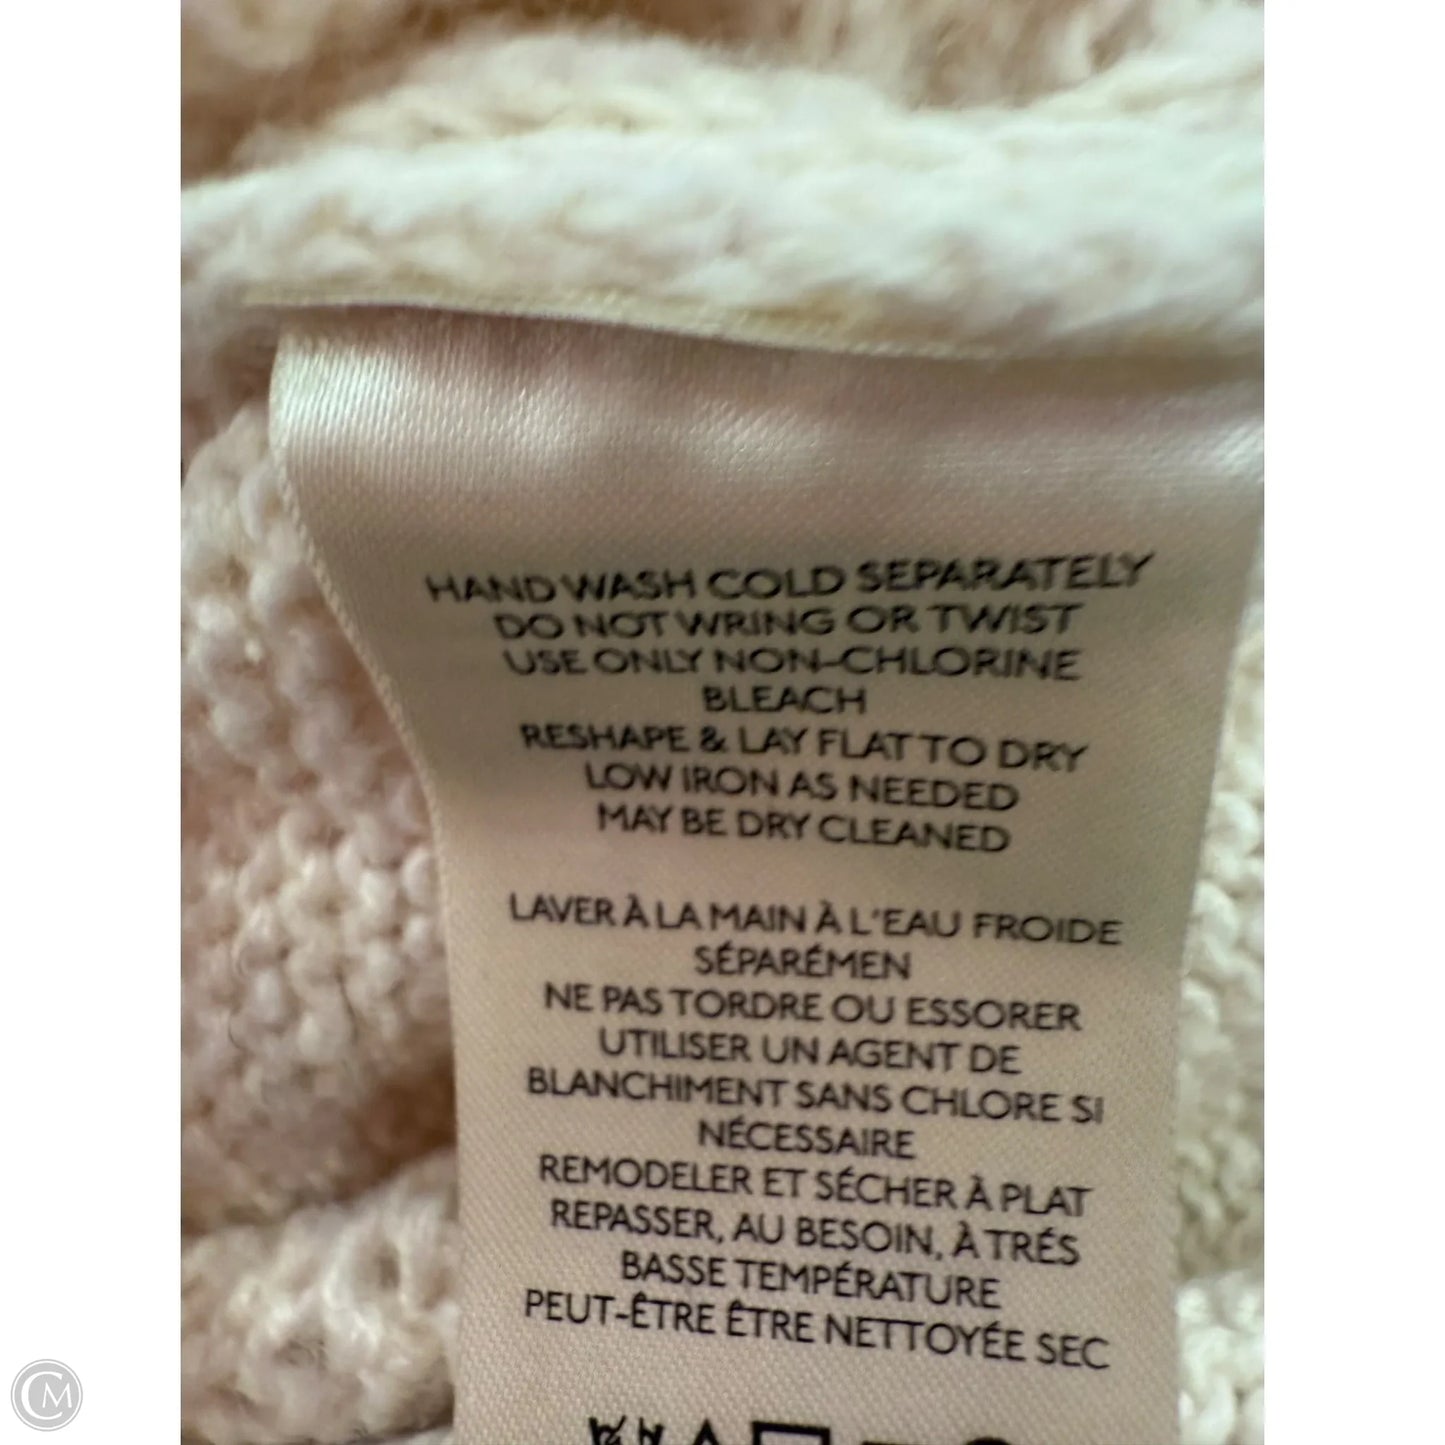 HAND WASH COLD SEPARATELY
DO NOT WRING OR TWIST
USE ONLY NON-CHLORINE
BLEACH
RESHAPE & LAY FLAT TO DRY
LOW IRON AS NEEDED
MAY BE DRY CLEANED
LAVER À LA MAIN À L'EAU FROIDE
SÉPARÉMEN
NE PAS TORDRE OU ESSORER
UTILISER UN AGENT DE
BLANCHIMENT SANS CHLORE SI
NÉCESSAIRE
REMODELER ET SÉCHER À PLAT
REPASSER, AU BESOIN, À TRÉS
BASSE TEMPÉRATURE
PEUT-ÊTRE ÊTRE NETTOYÉE SEC
CM